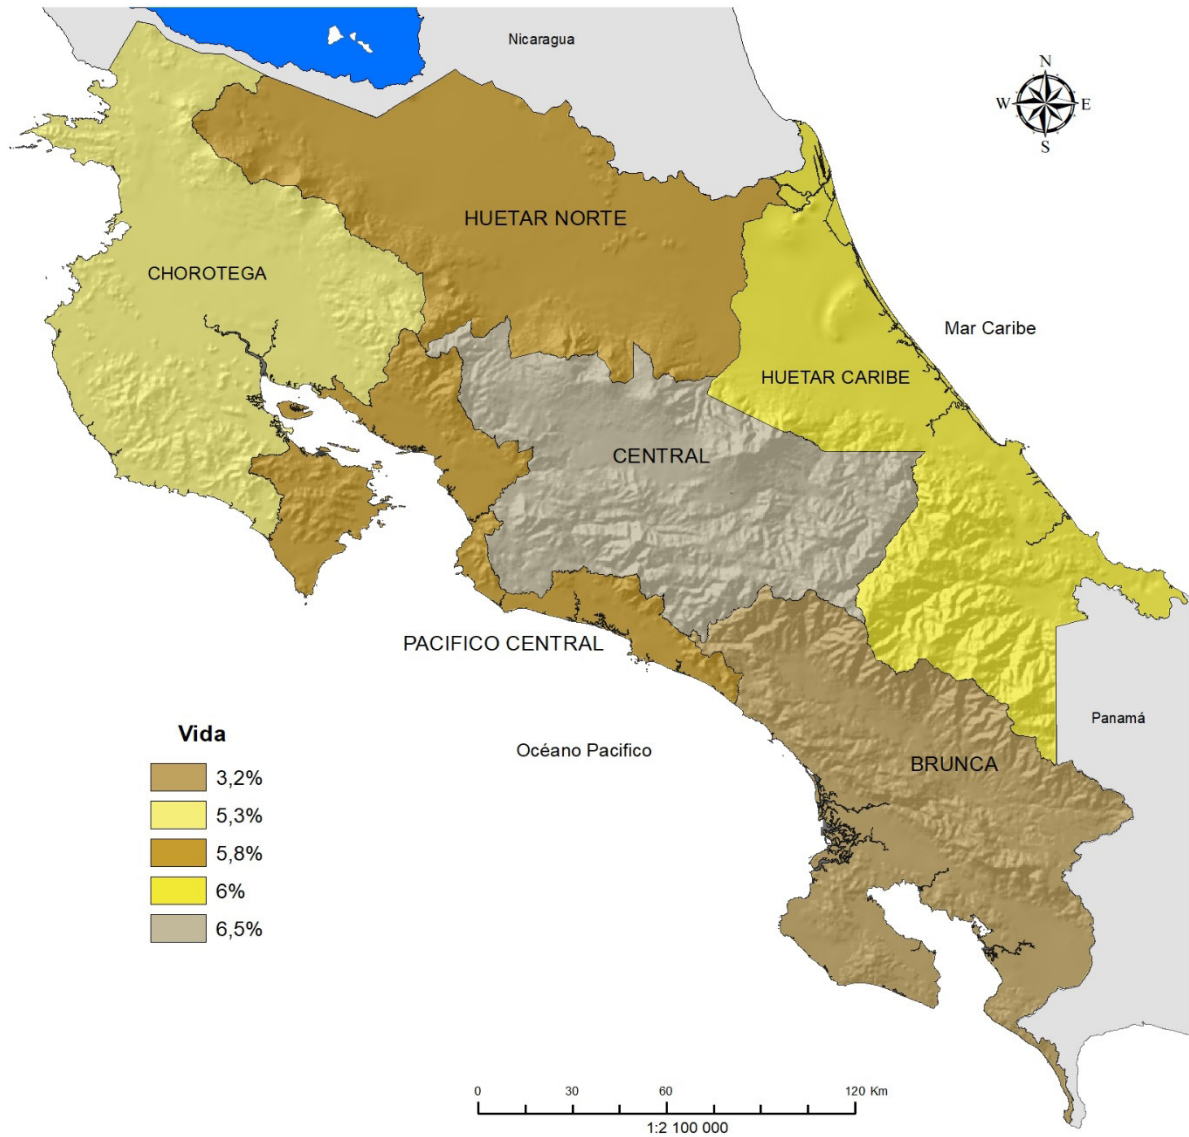 Nicaragua
N
W E
S
HUETAR NORTE
CHOROTEGA
Mar Caribe
HUETAR CARIBE
CENTRAL
PACIFICO CENTRAL
Panamá
Océano Pacifico
BRUNCA
Vida
3,2%
5,3%
5,8%
6%
6,5%
0 30 60 120 Km
1:2 100 000